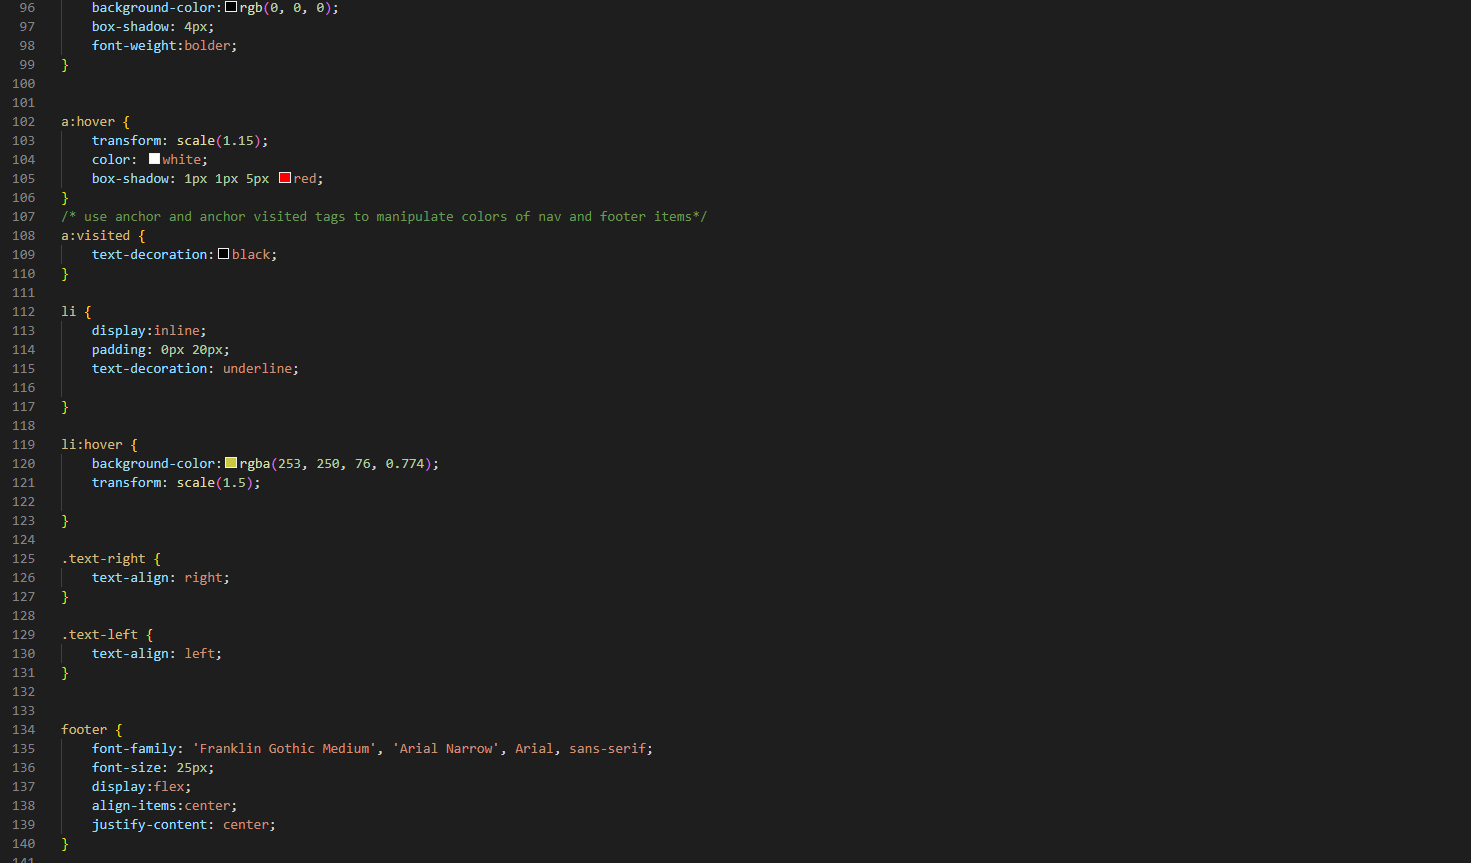 96 background-color: rgb(0, 0, 0);
97 box-shadow: 4px;
98 font-weight:bolder;
99 }
100
101
102 a:hover {
103 transform: scale(1.15);
104 color: white;
105 box-shadow: 1px 1px 5px red;
106 }
107 /* use anchor and anchor visited tags to manipulate colors of nav and footer items*/
108 a:visited {
109 text-decoration: black;
110 }
111
112 li {
113 display:inline;
114 padding: 0px 20px;
115 text-decoration: underline;
116
117 }
118
119 li:hover {
120 background-color: rgba(253, 250, 76, 0.774);
121 transform: scale(1.5);
122
123 }
124
125 .text-right {
126 text-align: right;
127 }
128
129 .text-left {
130 text-align: left;
131 }
132
133
134 footer {
135 font-family: 'Franklin Gothic Medium', 'Arial Narrow', Arial, sans-serif;
136 font-size: 25px;
137 display:flex;
138 align-items:center;
139 justify-content: center;
140 }
141